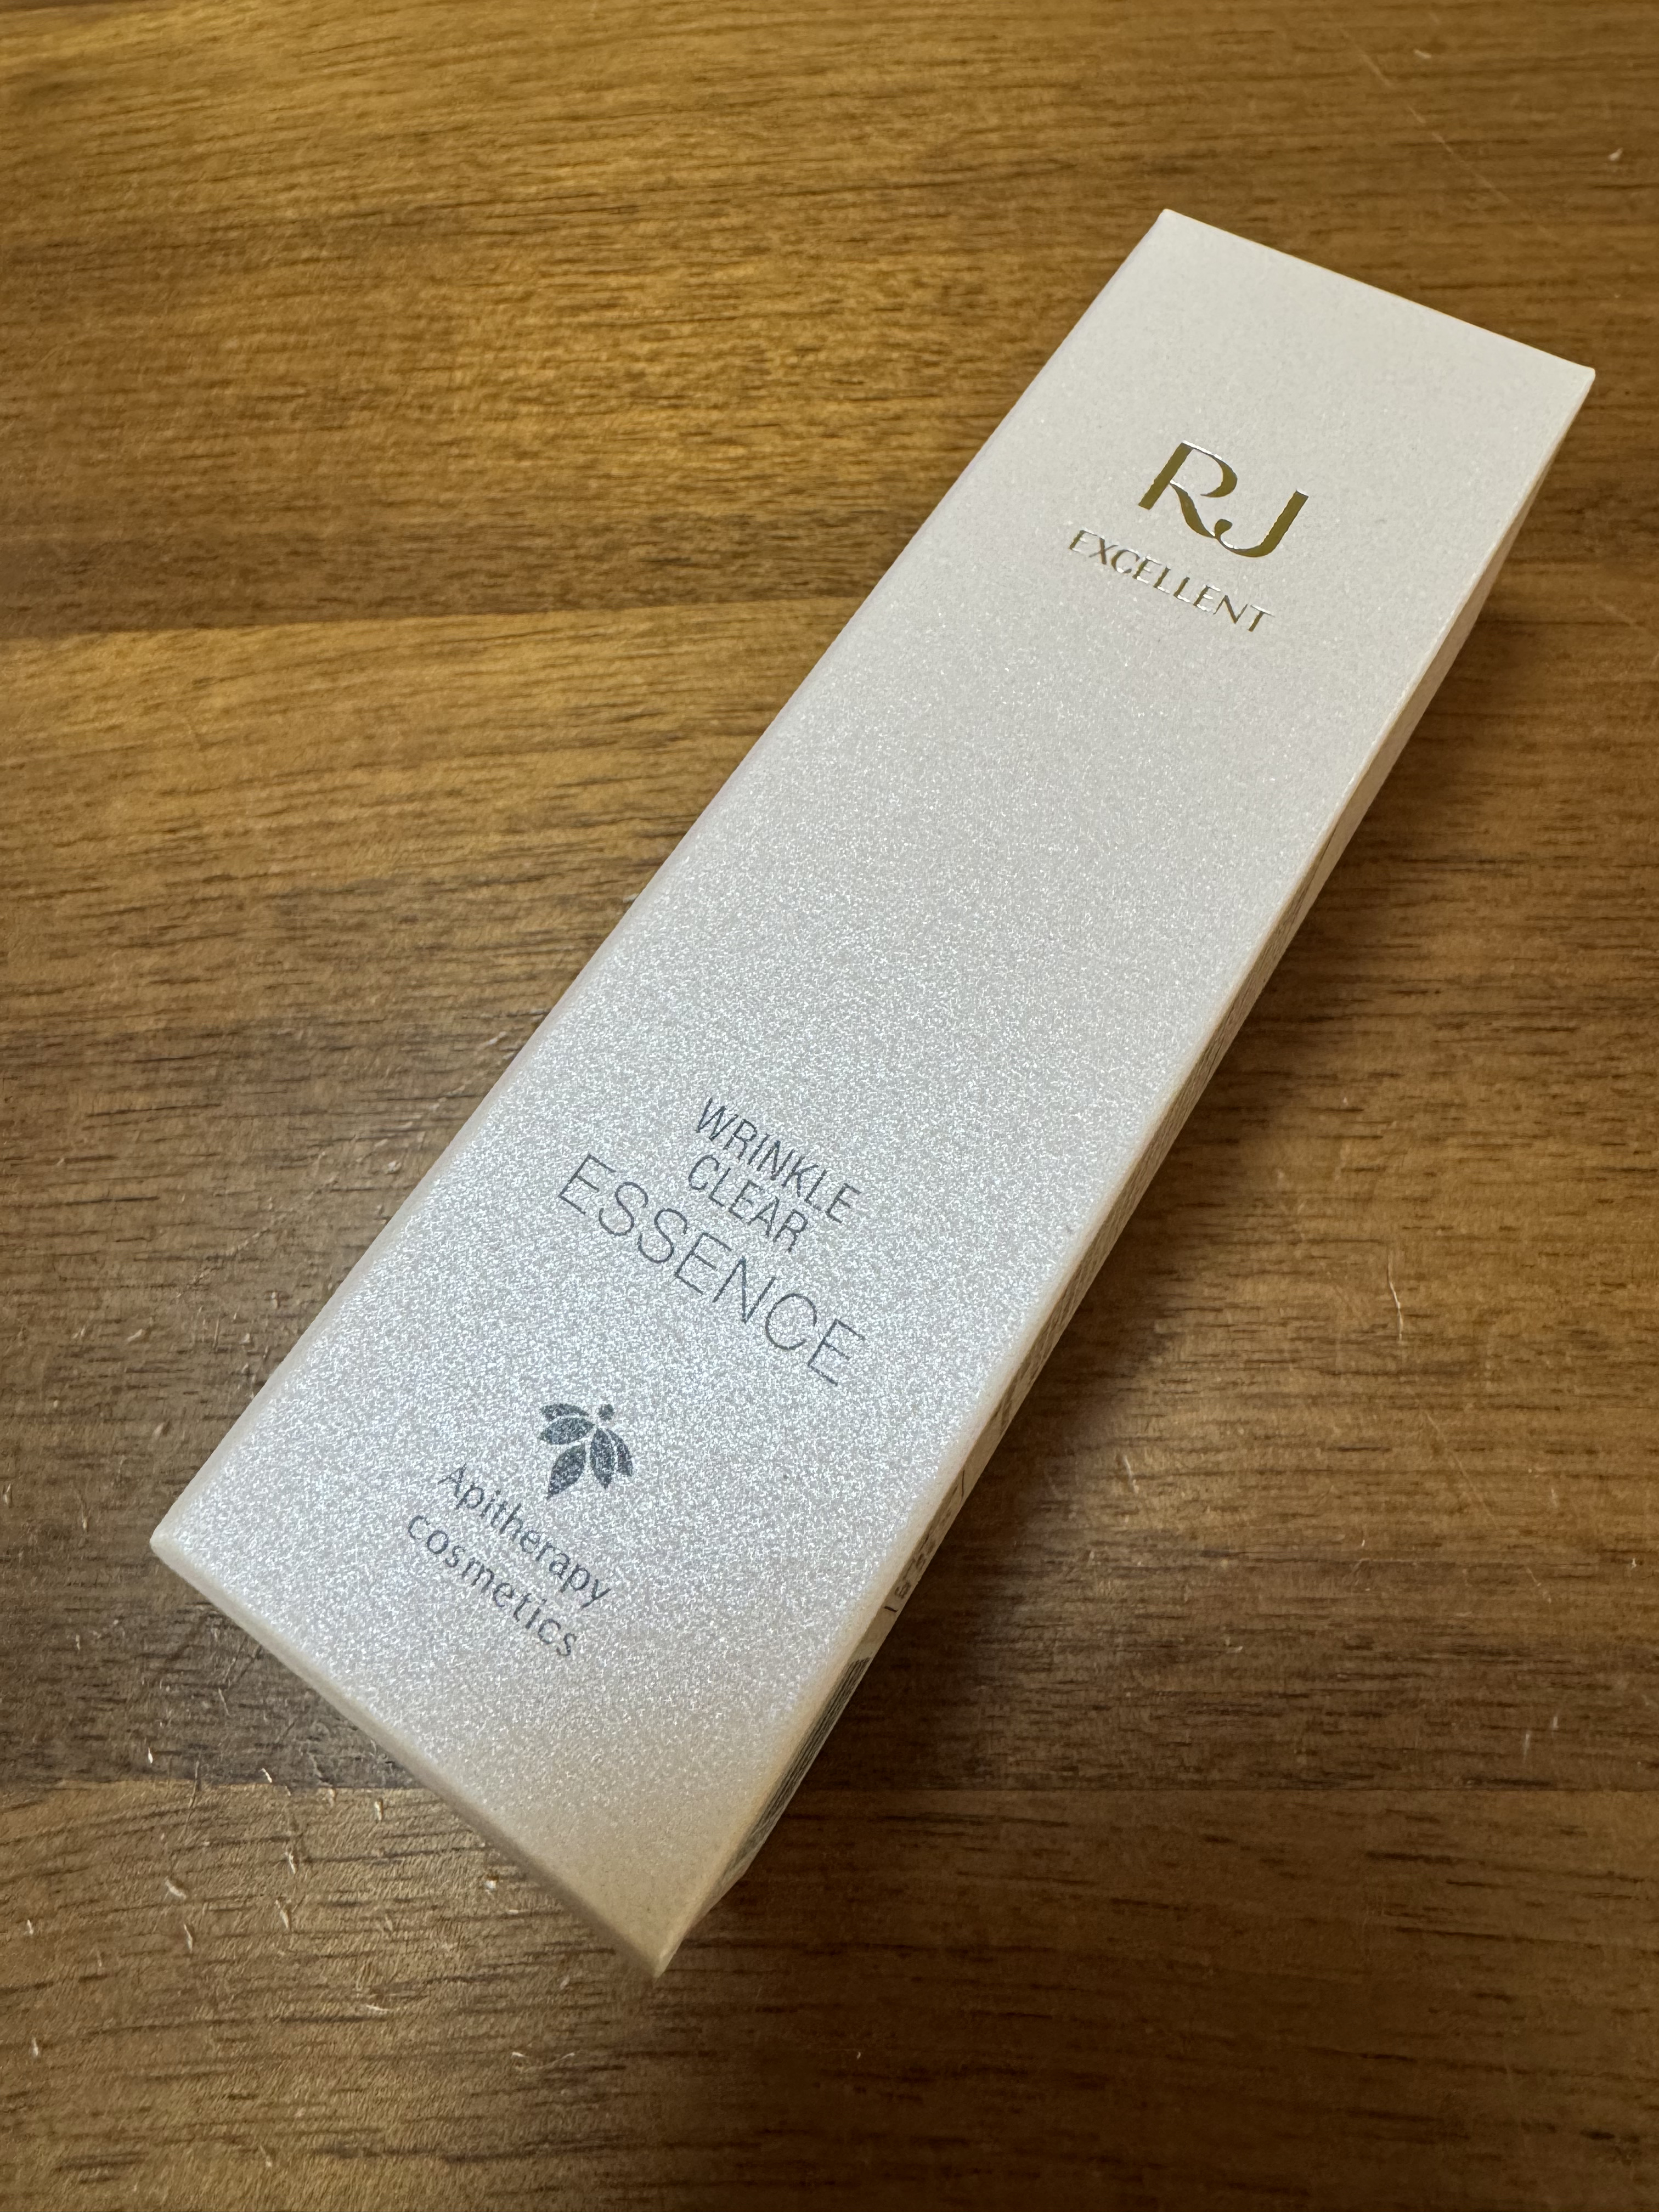 RJ
EXCELLENT
WRINKLE
CLEAR
ESSENCE
Apitherapy
cosmetics